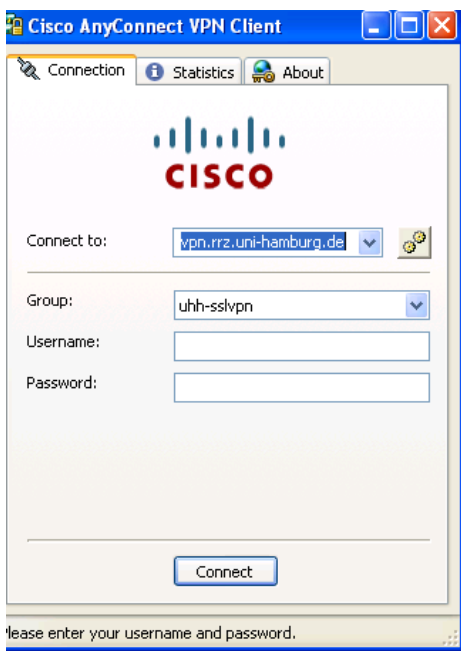 Cisco AnyConnect VPN Client
Connection Statistics About
CISCO
Connect to: vpn.rrz.uni-hamburg.de
Group: uhh-sslvpn
Username:
Password:
Connect
Please enter your username and password.